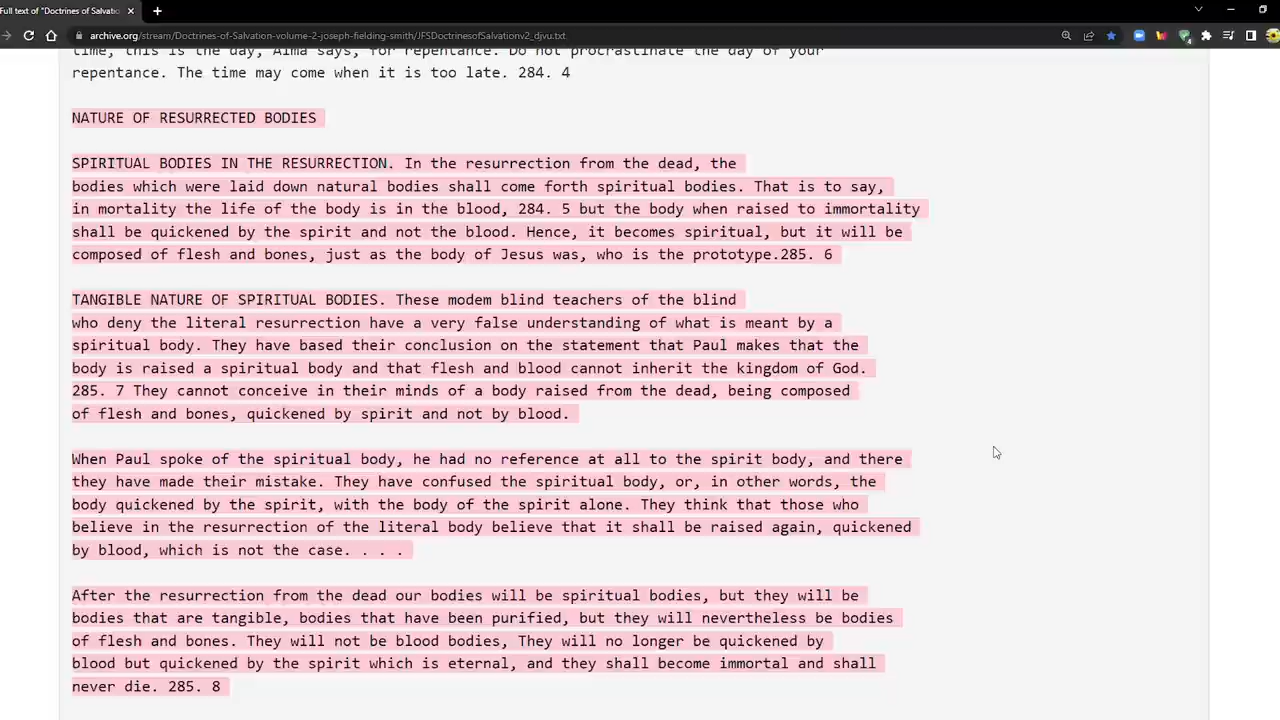 Full text of "Doctrines of Salvatio
archive.org/stream/Doctrines-of-Salvation-volume-2-joseph-fielding-smith/JFSDoctrinesofSalvationv2_djvu.txt
time, this is the day, Alma says, for repentance. Do not procrastinate the day of your
repentance. The time may come when it is too late. 284. 4
NATURE OF RESURRECTED BODIES
SPIRITUAL BODIES IN THE RESURRECTION. In the resurrection from the dead, the
bodies which were laid down natural bodies shall come forth spiritual bodies. That is to say,
in mortality the life of the body is in the blood, 284. 5 but the body when raised to immortality
shall be quickened by the spirit and not the blood. Hence, it becomes spiritual, but it will be
composed of flesh and bones, just as the body of Jesus was, who is the prototype.285. 6
TANGIBLE NATURE OF SPIRITUAL BODIES. These modem blind teachers of the blind
who deny the literal resurrection have a very false understanding of what is meant by a
spiritual body. They have based their conclusion on the statement that Paul makes that the
body is raised a spiritual body and that flesh and blood cannot inherit the kingdom of God.
285. 7 They cannot conceive in their minds of a body raised from the dead, being composed
of flesh and bones, quickened by spirit and not by blood.
When Paul spoke of the spiritual body, he had no reference at all to the spirit body, and there
they have made their mistake. They have confused the spiritual body, or, in other words, the
body quickened by the spirit, with the body of the spirit alone. They think that those who
believe in the resurrection of the literal body believe that it shall be raised again, quickened
by blood, which is not the case. . . .
After the resurrection from the dead our bodies will be spiritual bodies, but they will be
bodies that are tangible, bodies that have been purified, but they will nevertheless be bodies
of flesh and bones. They will not be blood bodies, They will no longer be quickened by
blood but quickened by the spirit which is eternal, and they shall become immortal and shall
never die. 285. 8